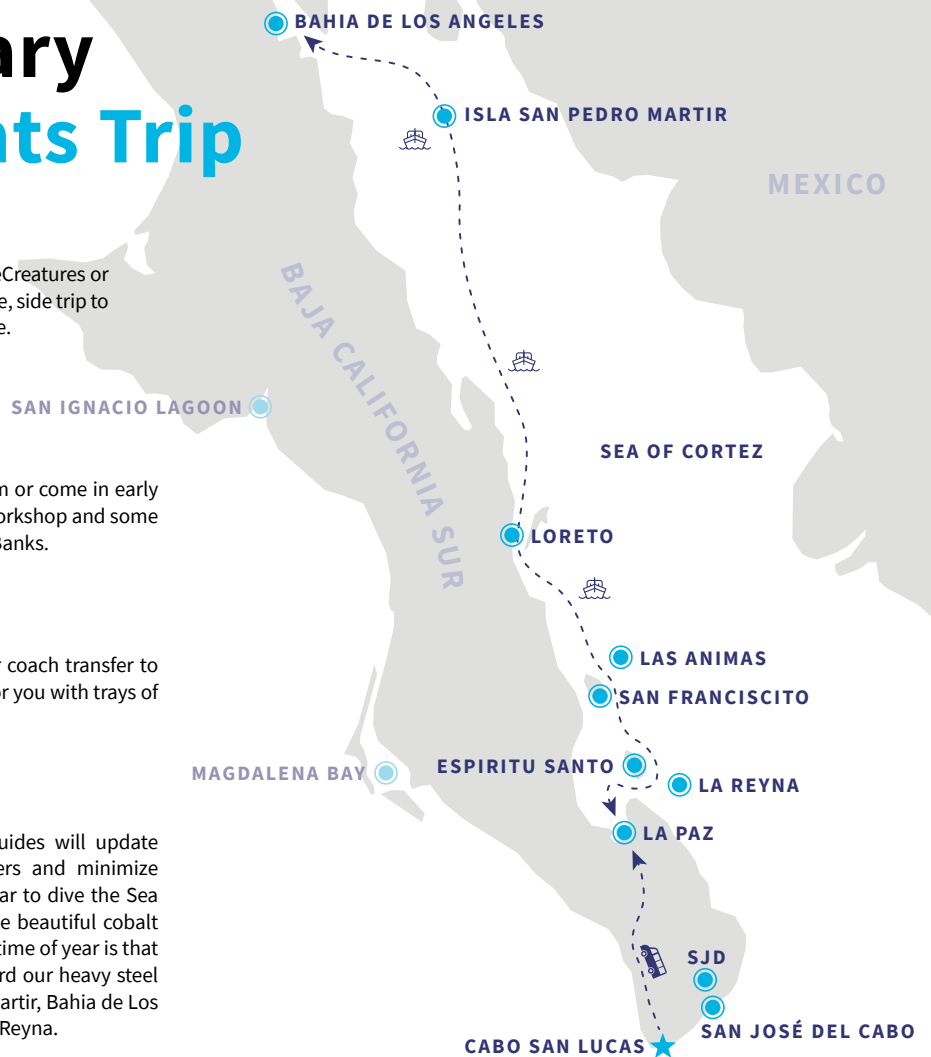 ary
nts Trip
eCreatures or
e, side trip to
e.
m or come in early
orkshop and some
Banks.
r coach transfer to
or you with trays of
uides will update
ers and minimize
ar to dive the Sea
e beautiful cobalt
time of year is that
rd our heavy steel
artir, Bahia de Los
Reyna.
BAHIA DE LOS ANGELES
ISLA SAN PEDRO MARTIR
MEXICO
BAJA CALIFORNIA SUR
SAN IGNACIO LAGOON
SEA OF CORTEZ
LORETO
LAS ANIMAS
SAN FRANCISCITO
MAGDALENA BAY
ESPIRITU SANTO
LA REYNA
LA PAZ
SJD
SAN JOSÉ DEL CABO
CABO SAN LUCAS